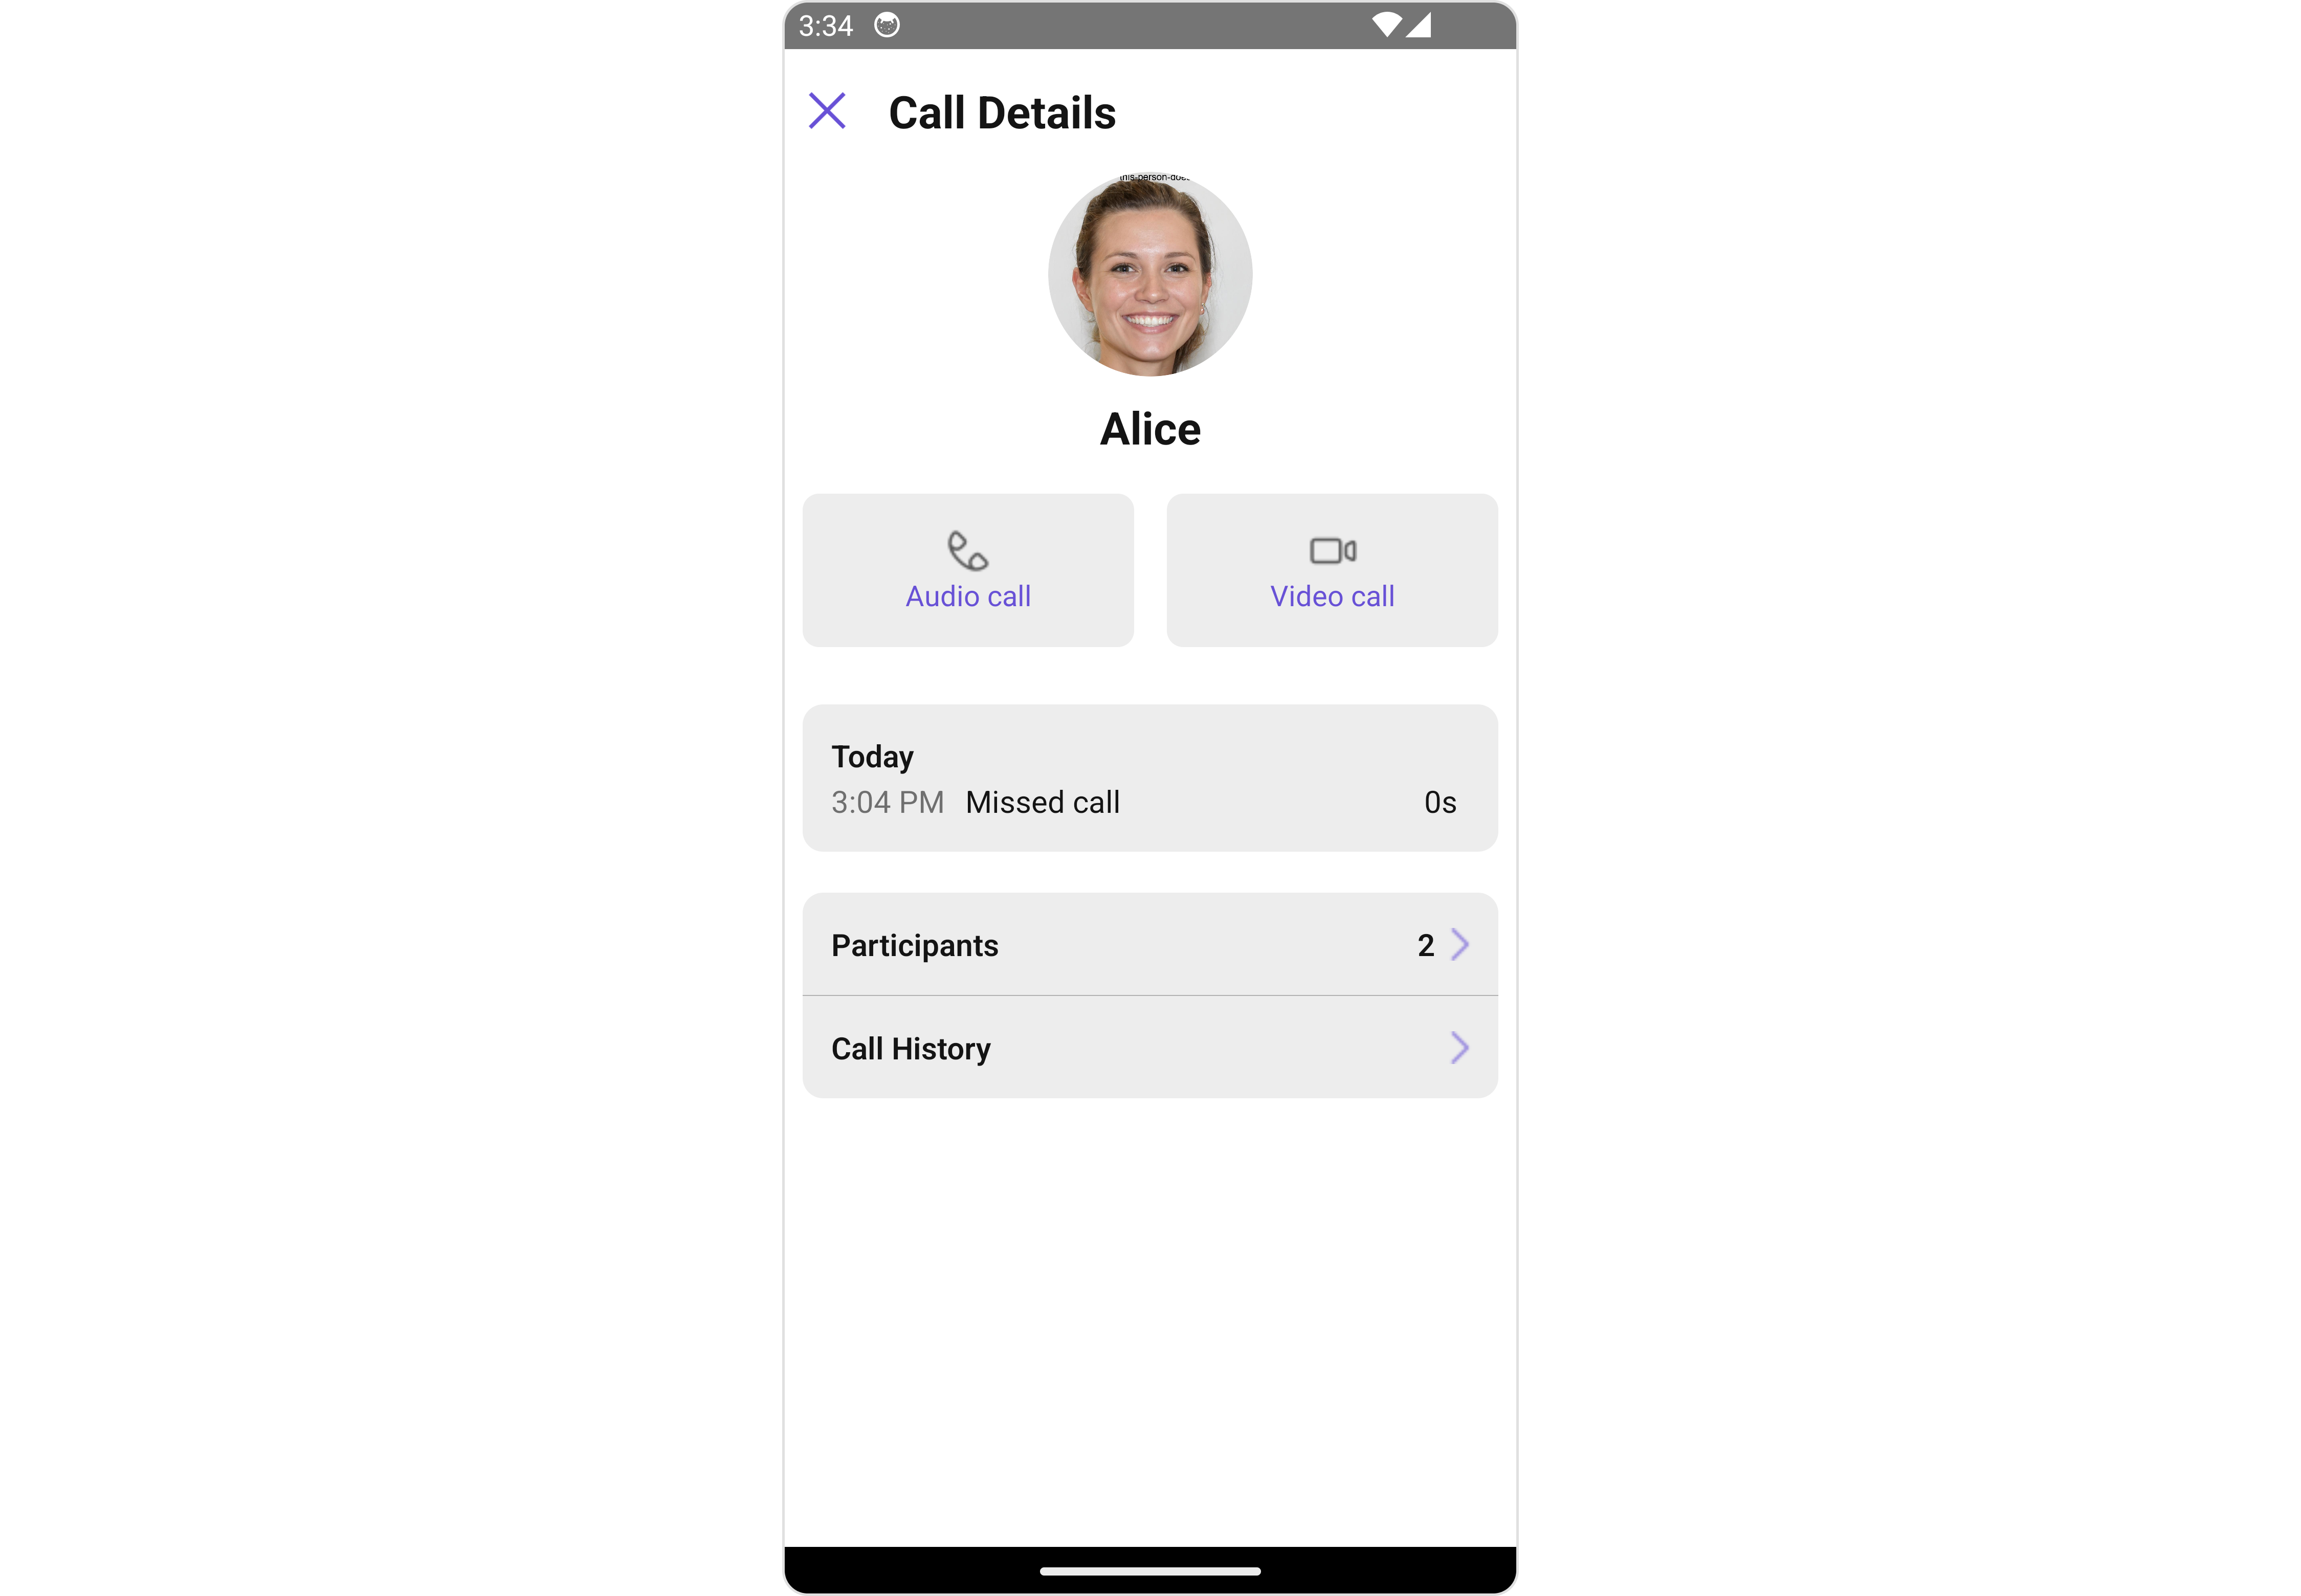 3:34
Call Details
this-person-does
Alice
Audio call
Video call
Today
3:04 PM Missed call 0s
Participants 2
Call History